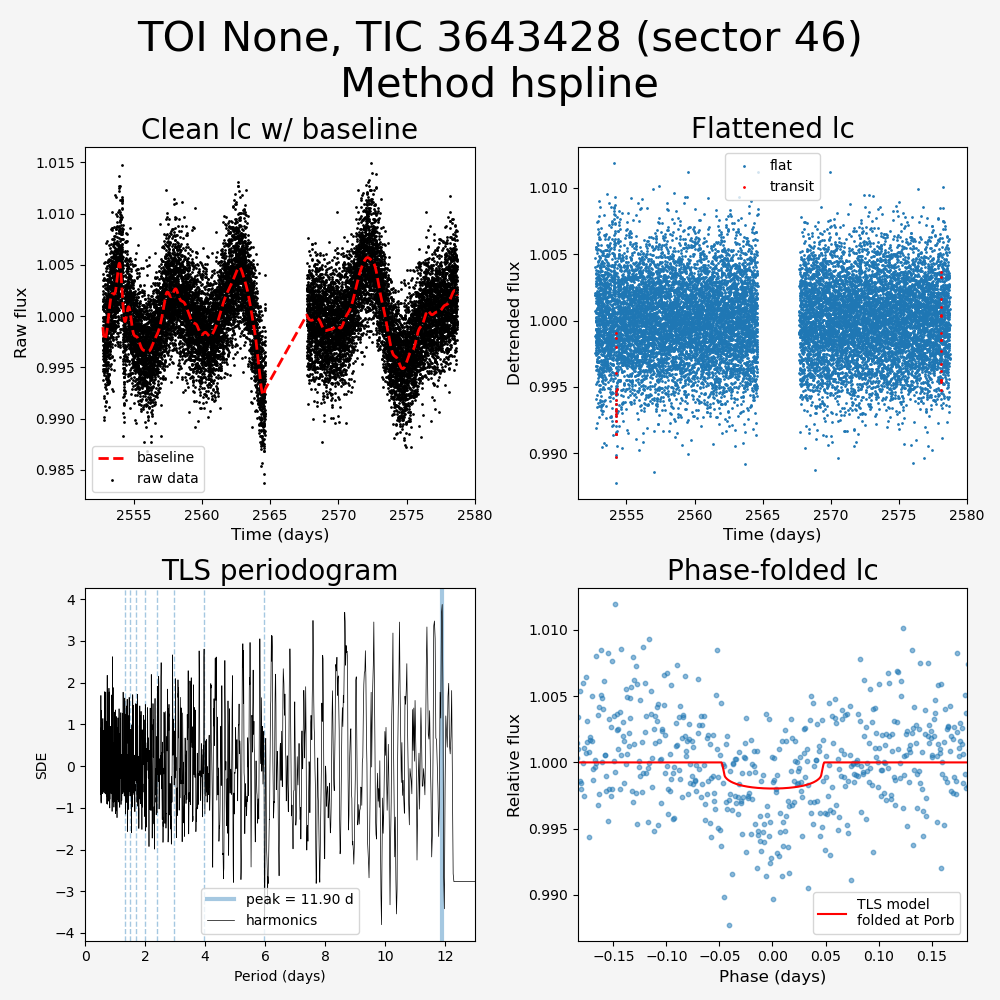 TOI None, TIC 3643428 (sector 46)
Method hspline
Clean lc w/ baseline
Raw flux
1.015
1.010
1.005
1.000
0.995
0.990
0.985
baseline
raw data
2555
2560
2565
2570
2575
2580
Time (days)
Flattened lc
Detrended flux
1.010
1.005
1.000
0.995
0.990
flat
transit
2555
2560
2565
2570
2575
2580
Time (days)
TLS periodogram
SDE
4
3
2
1
0
−1
−2
−3
−4
peak = 11.90 d
harmonics
0
2
4
6
8
10
12
Period (days)
Phase-folded lc
Relative flux
1.010
1.005
1.000
0.995
0.990
TLS model
folded at Porb
−0.15
−0.10
−0.05
0.00
0.05
0.10
0.15
Phase (days)